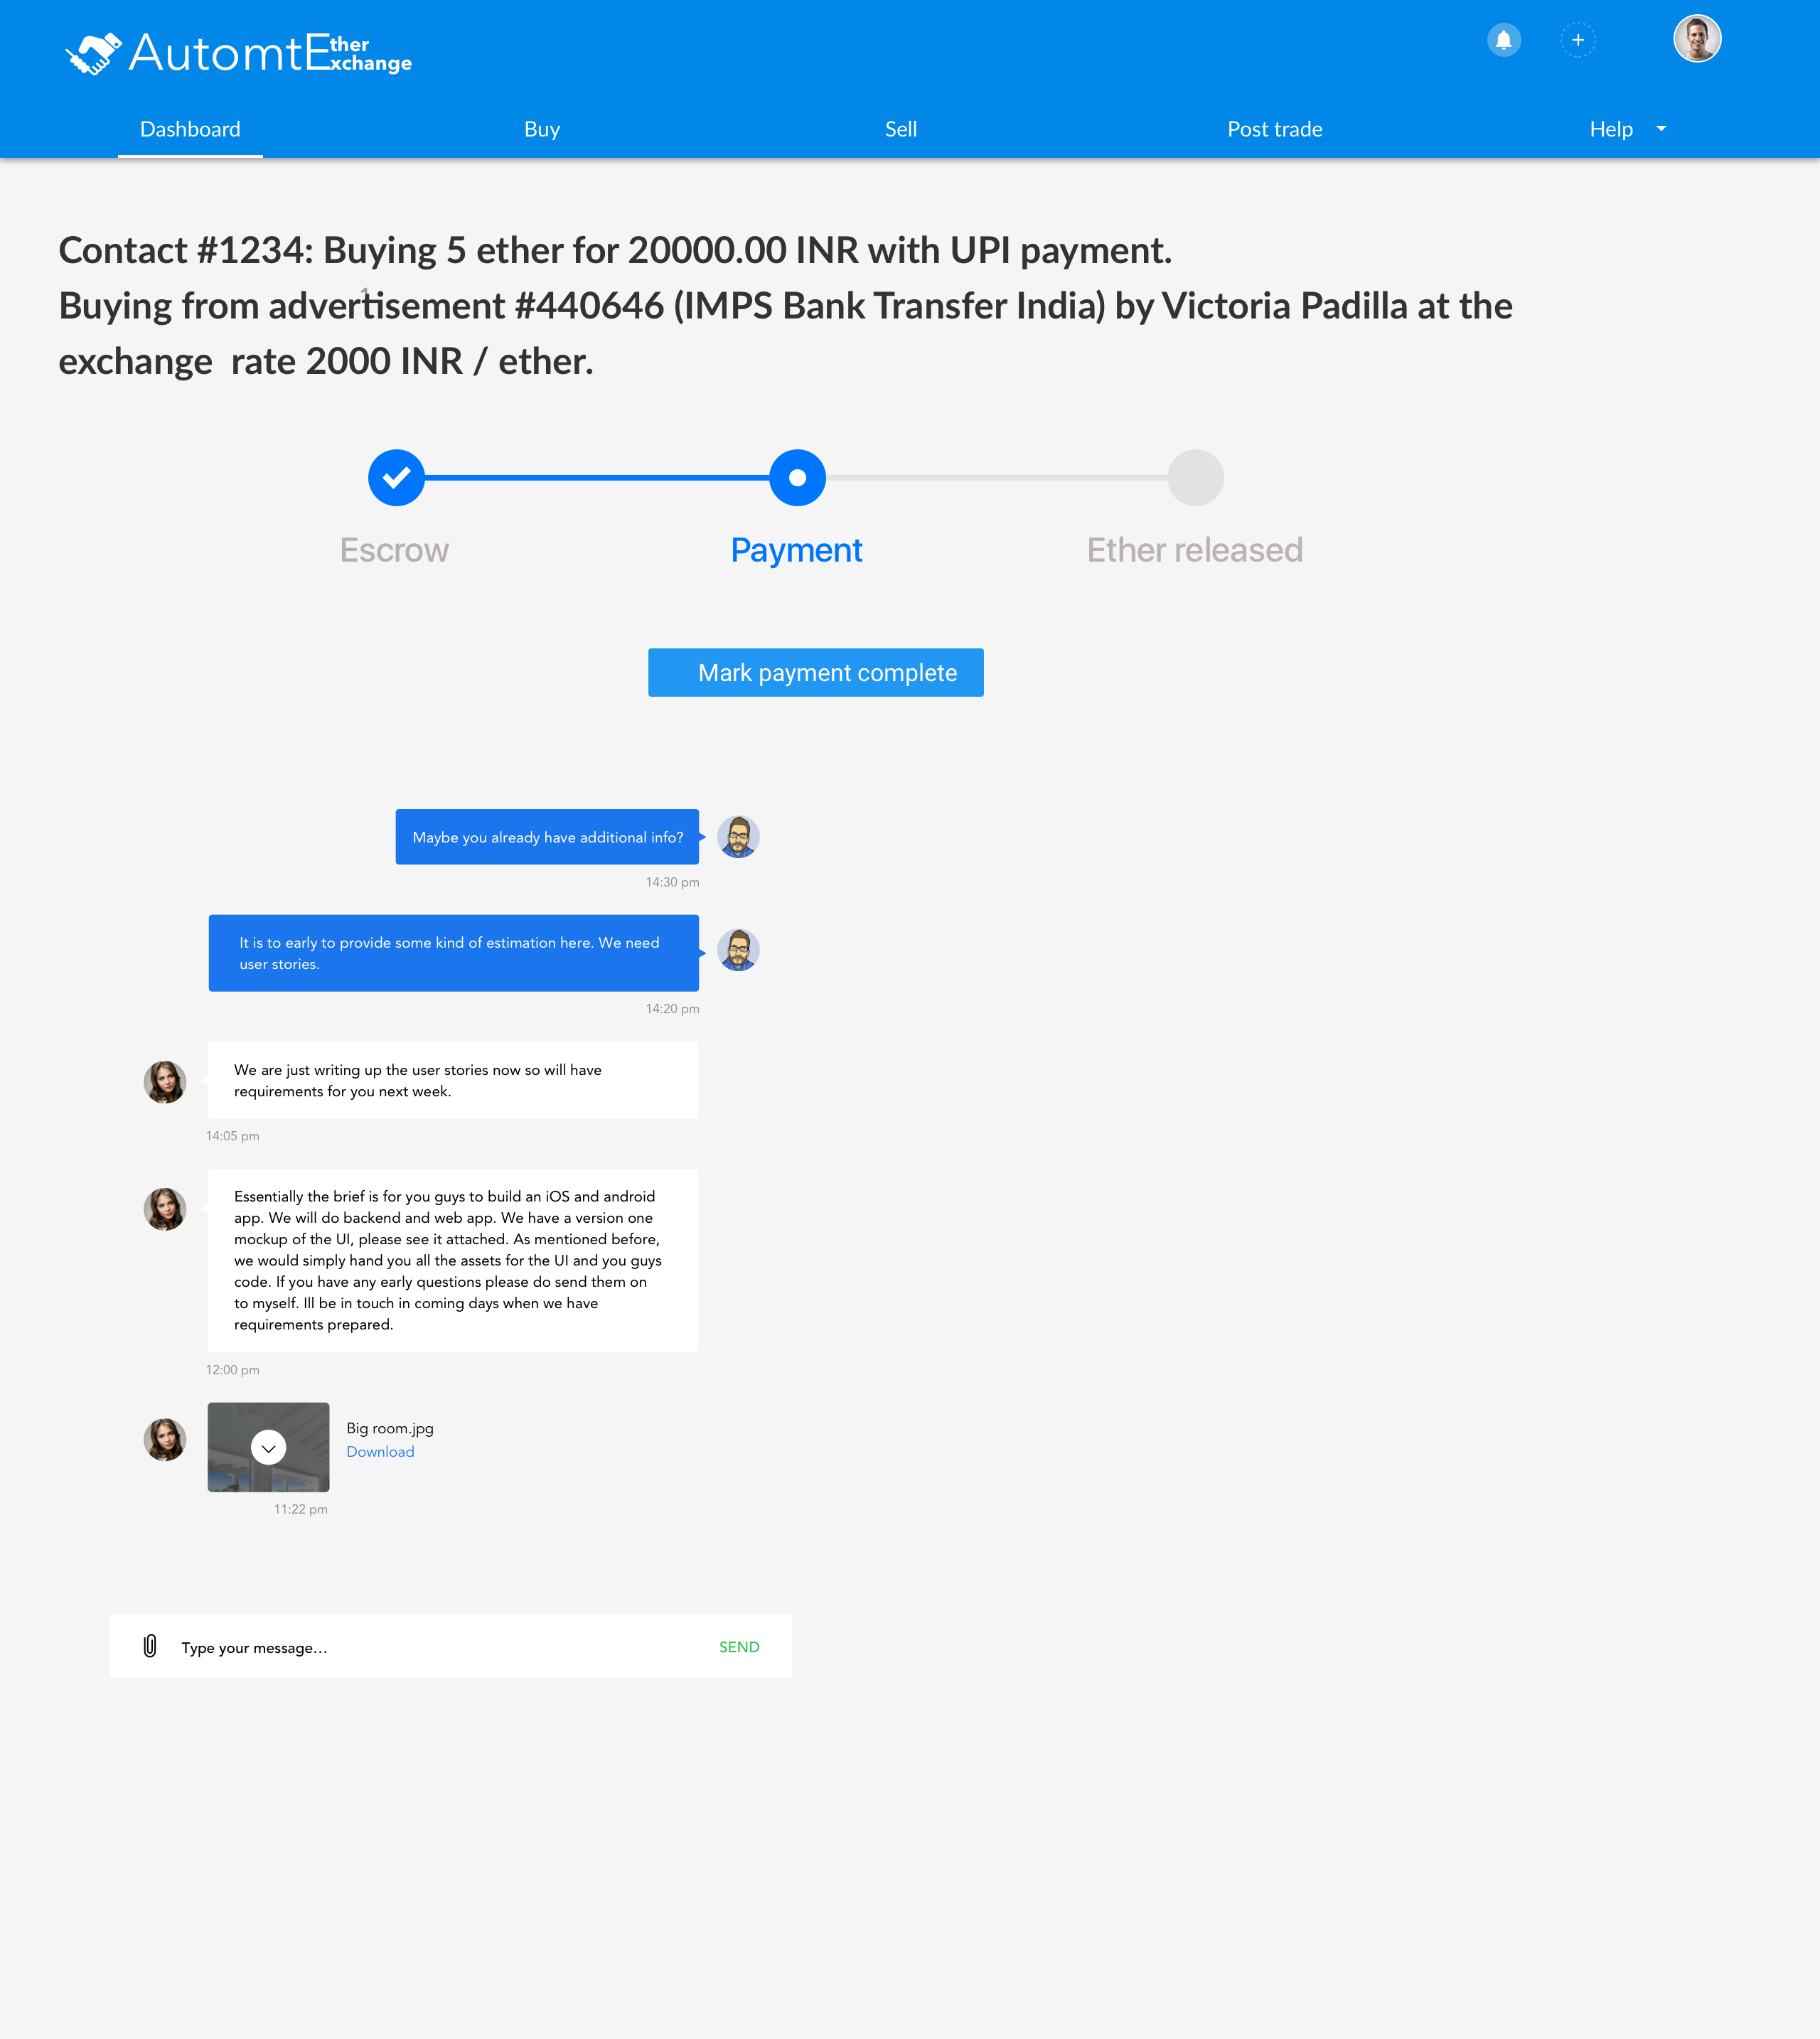 AutomtEther
xchange
Dashboard
Buy
Sell
Post trade
Help
Contact #1234: Buying 5 ether for 20000.00 INR with UPI payment.
1
Buying from advertisement #440646 (IMPS Bank Transfer India) by Victoria Padilla at the
exchange  rate 2000 INR / ether.
Escrow
Payment
Ether released
Mark payment complete
Maybe you already have additional info?
14:30 pm
It is to early to provide some kind of estimation here. We need
user stories.
14:20 pm
We are just writing up the user stories now so will have
requirements for you next week.
14:05 pm
Essentially the brief is for you guys to build an iOS and android
app. We will do backend and web app. We have a version one
mockup of the UI, please see it attached. As mentioned before,
we would simply hand you all the assets for the UI and you guys
code. If you have any early questions please do send them on
to myself. Ill be in touch in coming days when we have
requirements prepared.
12:00 pm
Big room.jpg
Download
11:22 pm
Type your message...
SEND